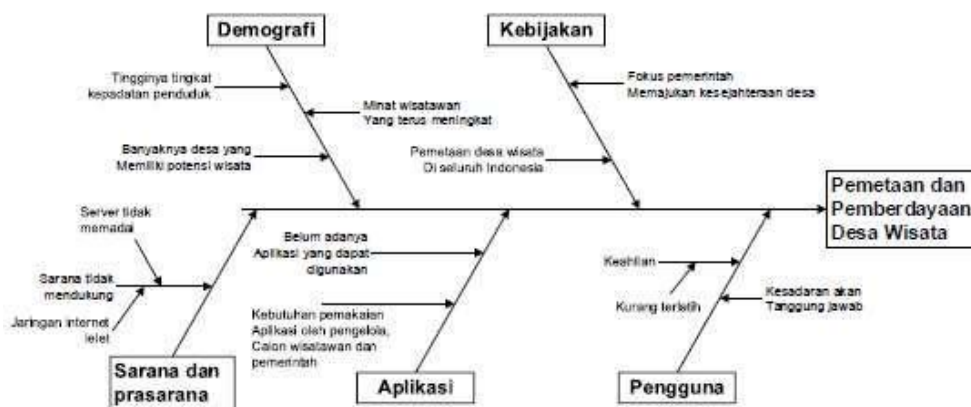 Demografi
Kebijakan
Tingginya tingkat
kepadatan penduduk
Minat wisatawan
Yang terus meningkat
Banyaknya desa yang
Memiliki potensi wisata
Fokus pemerintah
Memajukan kesejahteraan desa
Pemetaan desa wisata
Di seluruh Indonesia
Pemetaan dan
Pemberdayaan
Desa Wisata
Server tidak
memadai
Sarana tidak
mendukung
Jaringan internet
lelet
Sarana dan
prasarana
Belum adanya
Aplikasi yang dapat
digunakan
Kebutuhan pemakaian
Aplikasi oleh pengelola,
Calon wisatawan dan
pemerintah
Aplikasi
Keahlian
Kurang terlatih
Kesadaran akan
Tanggung jawab
Pengguna